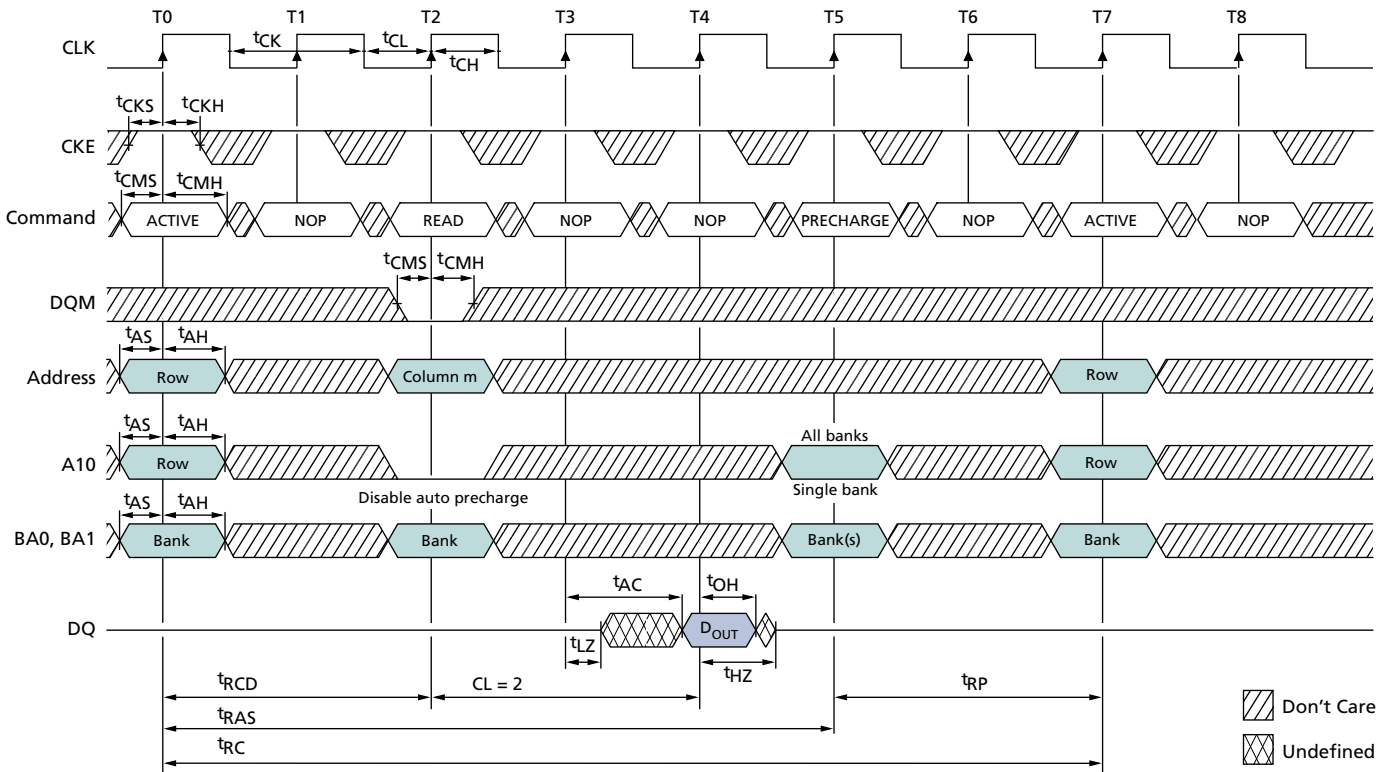 T0 T1 T2 T3 T4 T5 T6 T7 T8
CLK tCK tCL tCH
tCKS tCKH
CKE
tCMS tCMH
Command ACTIVE NOP READ NOP NOP PRECHARGE NOP ACTIVE NOP
tCMS tCMH
DQM
tAS tAH
Address Row Column m Row
tAS tAH All banks
A10 Row Row
Disable auto precharge Single bank
tAS tAH
BA0, BA1 Bank Bank Bank(s) Bank
tAC tOH
DQ DOUT
tLZ tHZ
tRCD CL = 2 tRP
tRAS
tRC
Don't Care
Undefined